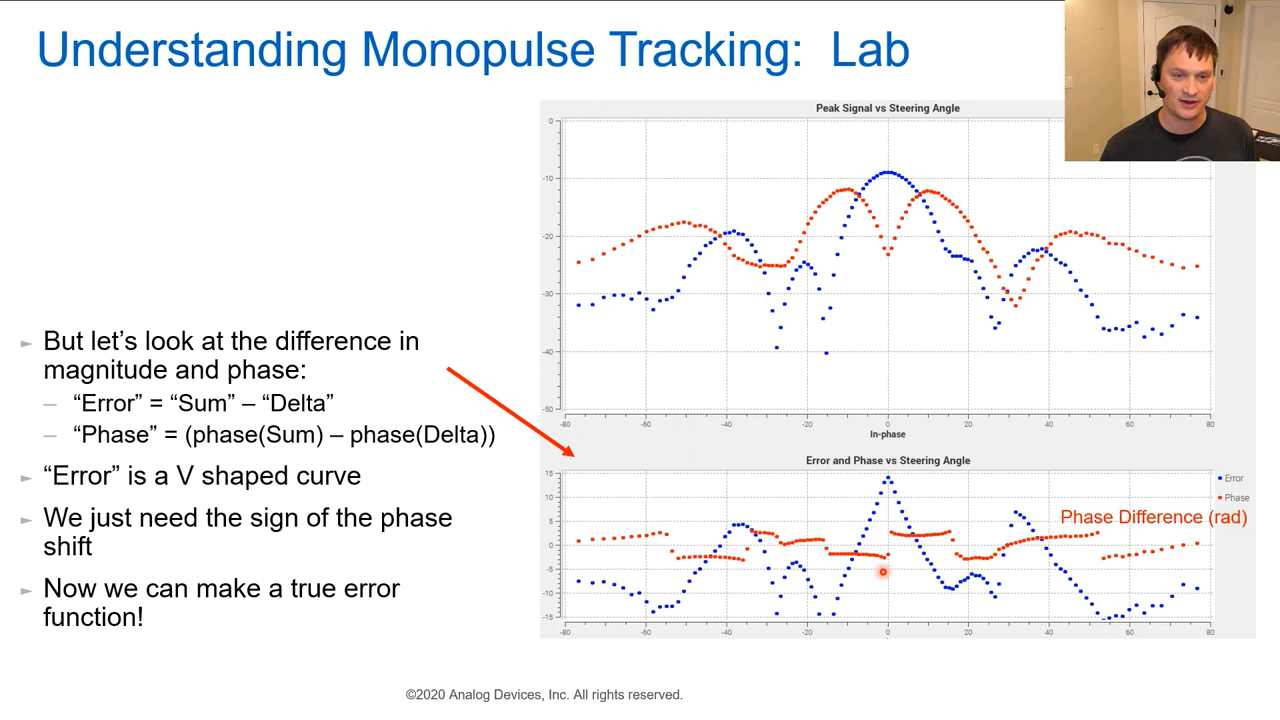 Understanding Monopulse Tracking: Lab
But let’s look at the difference in
magnitude and phase:
– “Error” = “Sum” – “Delta”
– “Phase” = (phase(Sum) – phase(Delta))
“Error” is a V shaped curve
We just need the sign of the phase
shift
Now we can make a true error
function!
Peak Signal vs Steering Angle
0
-10
-20
-30
-40
-50
-80 -60 -40 -20 0 20 40 60 80
In-phase
Error and Phase vs Steering Angle
15
10
5
0
-5
-10
-15
-80 -60 -40 -20 0 20 40 60 80
Error
Phase
Phase Difference (rad)
©2020 Analog Devices, Inc. All rights reserved.